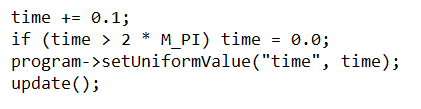 time += 0.1;
if (time > 2 * M_PI) time = 0.0;
program->setUniformValue("time", time);
update();